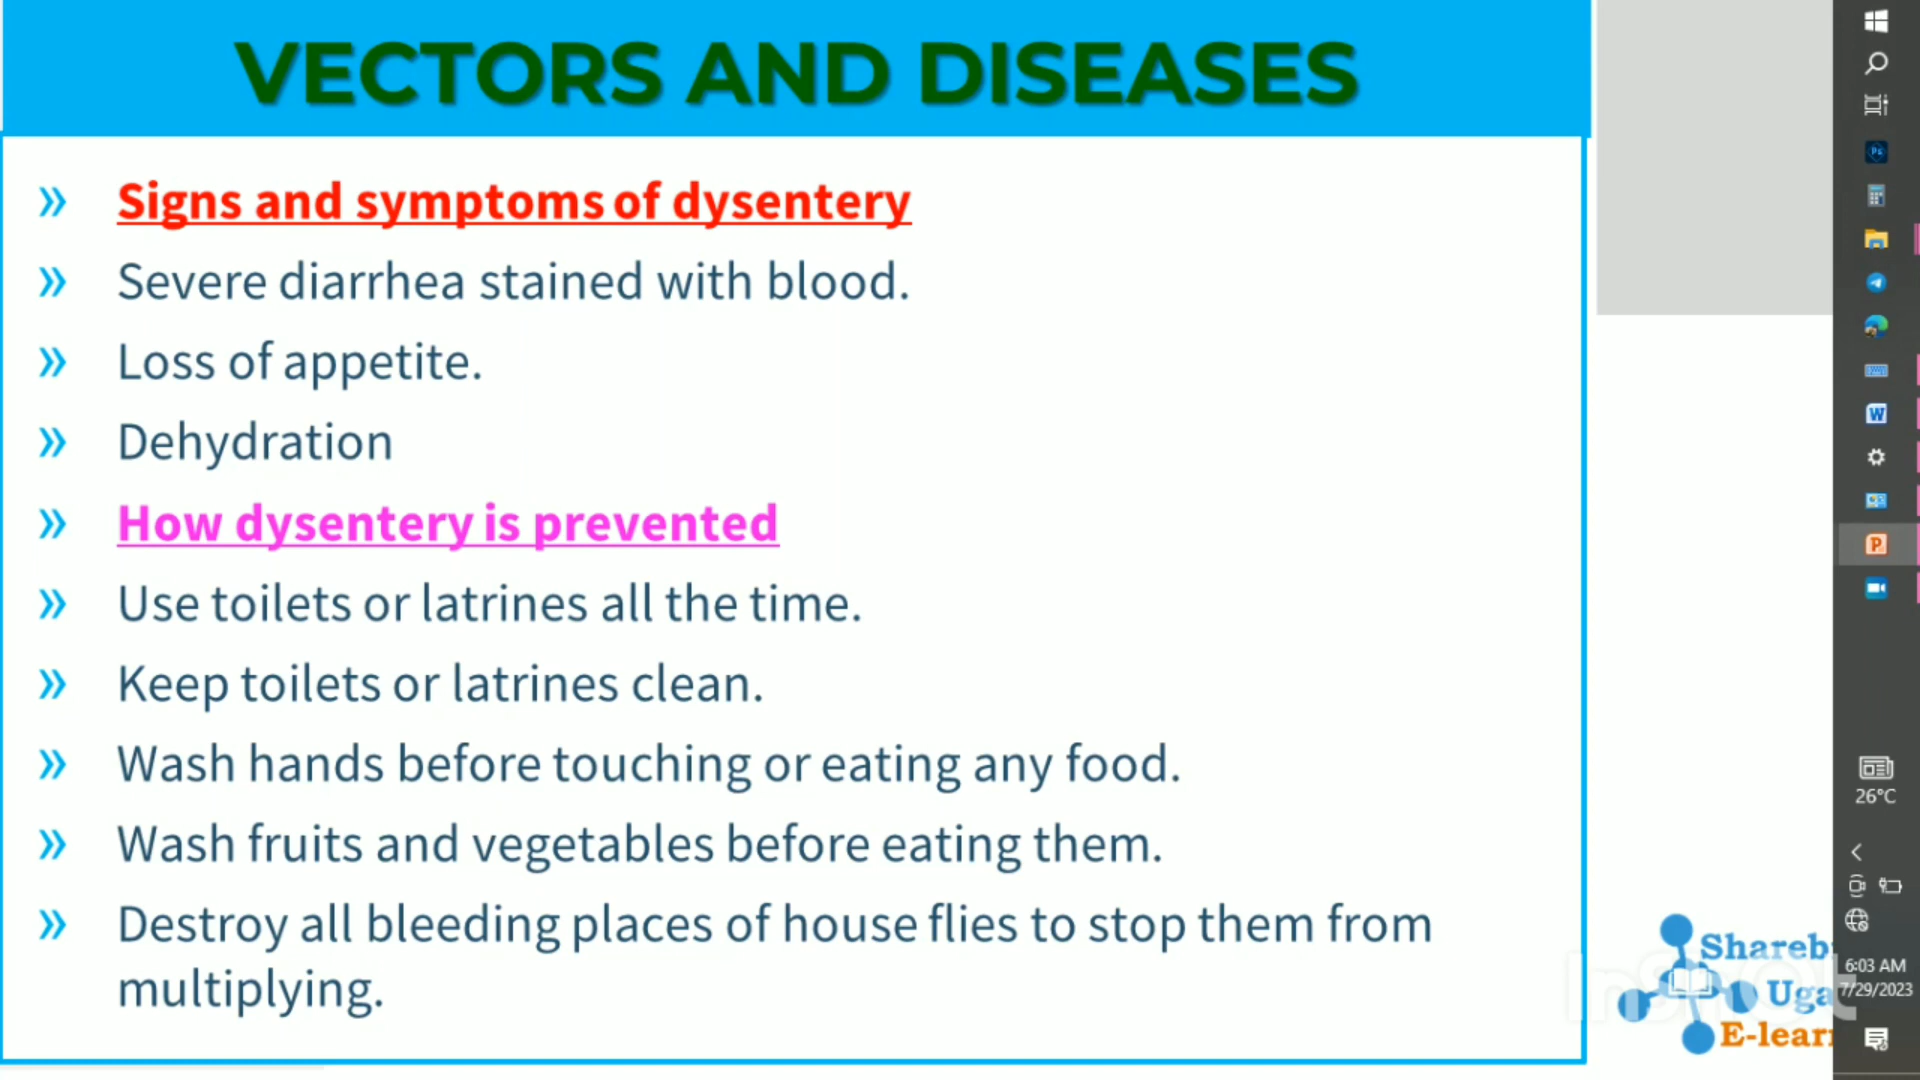 VECTORS AND DISEASES
» Signs and symptoms of dysentery
» Severe diarrhea stained with blood.
» Loss of appetite.
» Dehydration
» How dysentery is prevented
» Use toilets or latrines all the time.
» Keep toilets or latrines clean.
» Wash hands before touching or eating any food.
» Wash fruits and vegetables before eating them.
» Destroy all bleeding places of house flies to stop them from
multiplying.
Ps
W
P
26°C
6:03 AM
7/29/2023
InShot